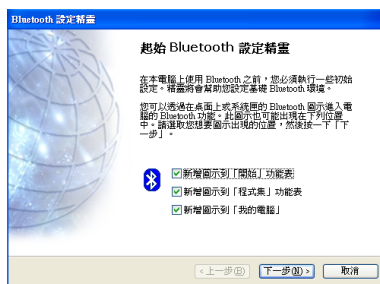 Bluetooth 設定精靈
起始 Bluetooth 設定精靈
在本電腦上使用 Bluetooth 之前，您必須執行一些初始
設定。精靈將會幫助您設定基礎 Bluetooth 環境。
您可以透過在桌面上或系統匣的 Bluetooth 圖示進入電
腦的 Bluetooth 功能。此圖示也可能出現在下列位置
中。請選取您想要圖示出現的位置，然後按一下「下
一步」。
新增圖示到「開始」功能表
新增圖示到「程式集」功能表
新增圖示到「我的電腦」
<上一步(B)
下一步(N)>
取消